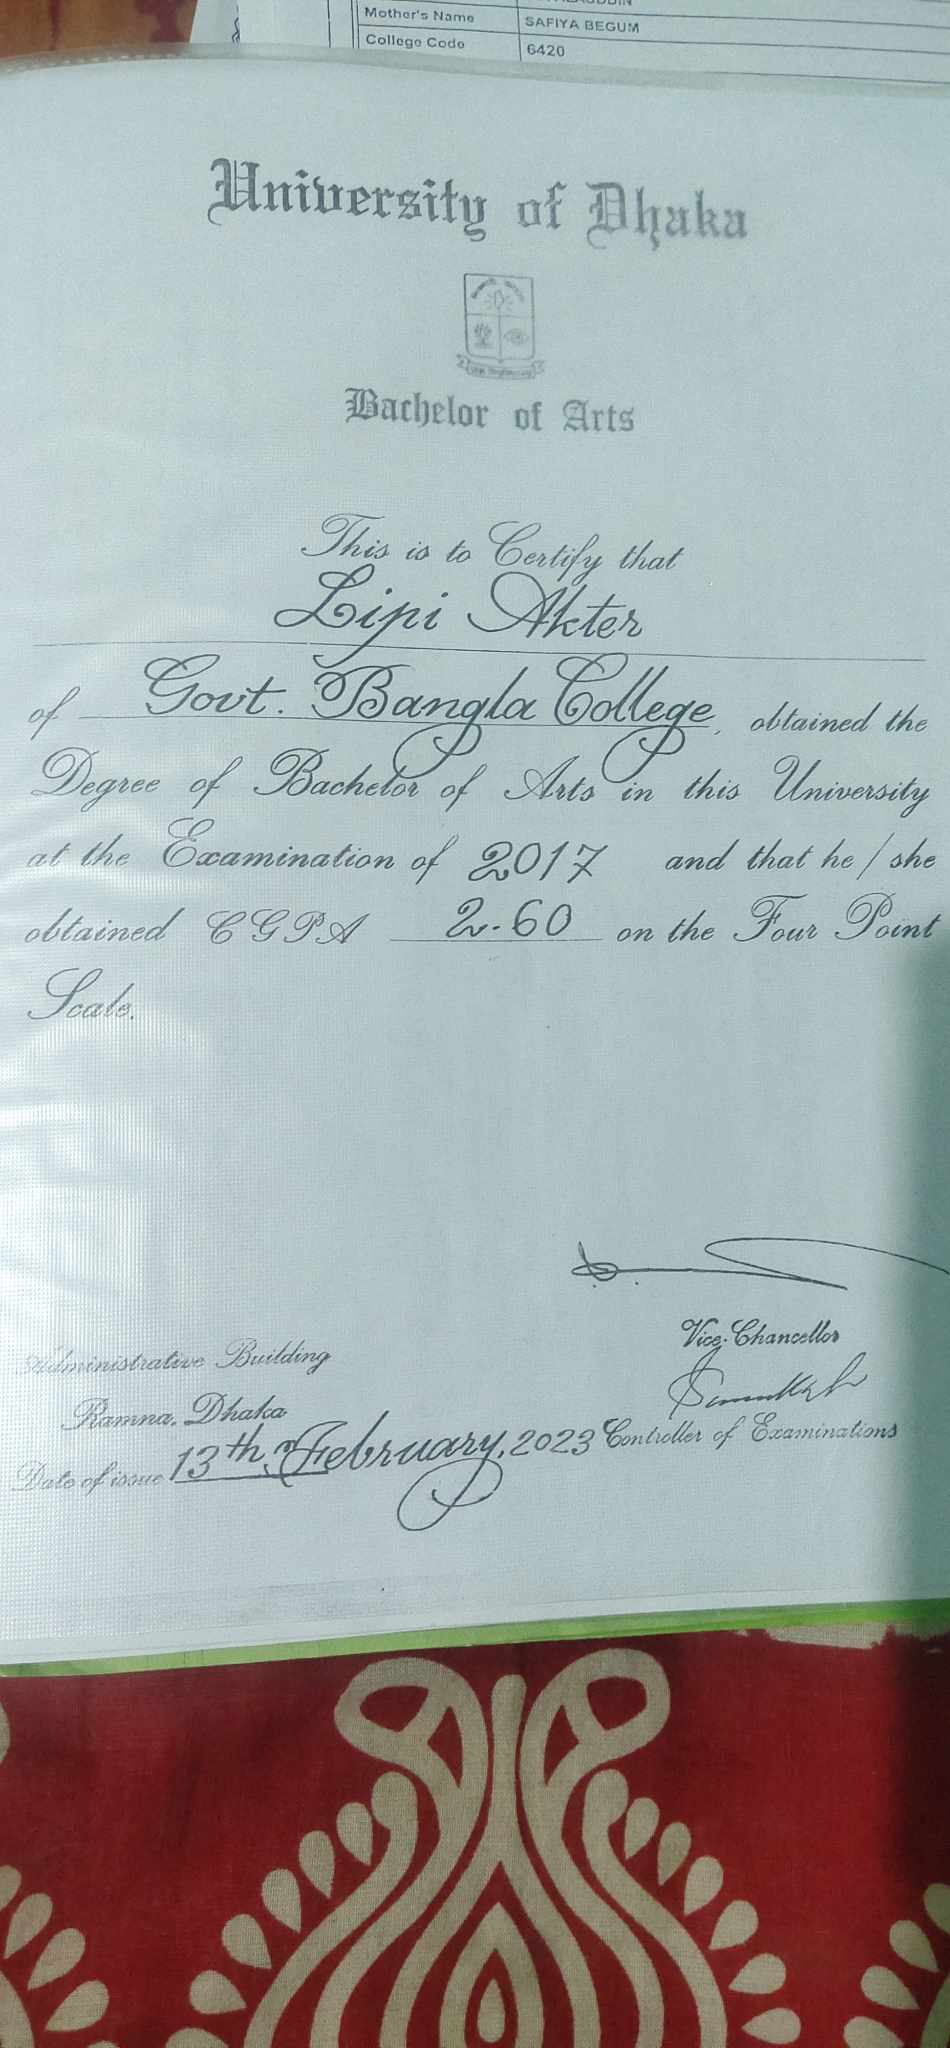 Mother's Name SAFIYA BEGUM
College Code 6420
University of Dhaka
Bachelor of Arts
This is to Certify that
Lipi Akter
of Govt. Bangla College, obtained the
Degree of Bachelor of Arts in this University
at the Examination of 2017 and that he / she
obtained CGPA 2.60 on the Four Point
Scale.
Vice-Chancellor
Administrative Building
Ramna, Dhaka
Controller of Examinations
Date of issue 13th February, 2023